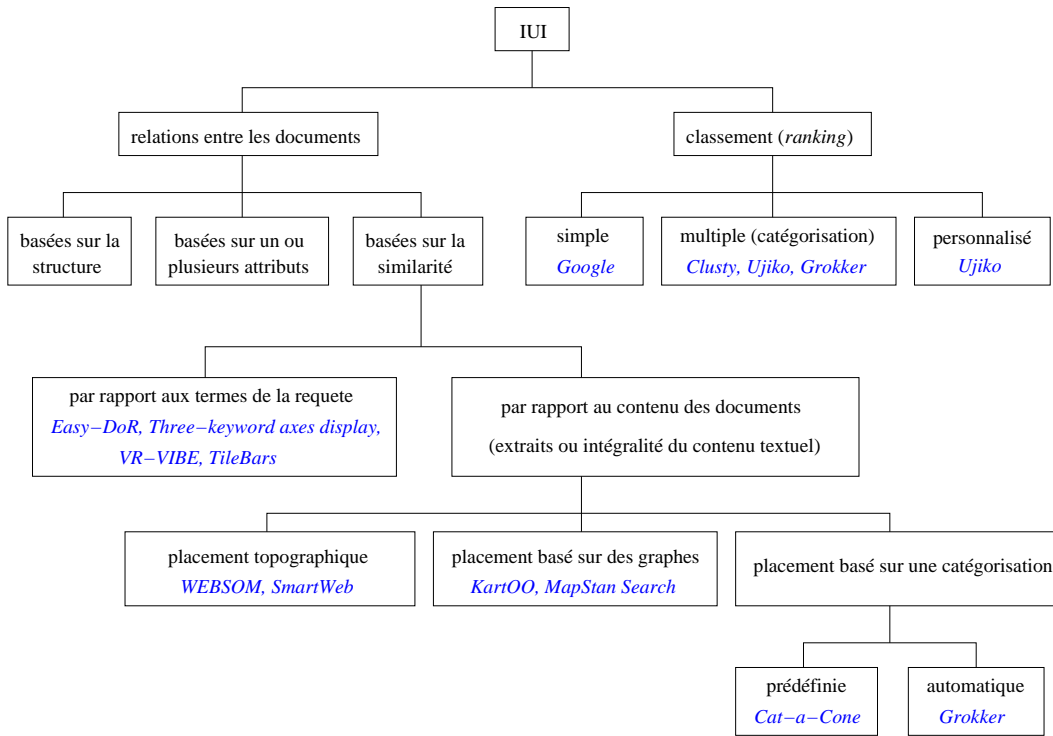 IUI
relations entre les documents
classement (ranking)
basées sur la
structure
basées sur un ou
plusieurs attributs
basées sur la
similarité
simple
Google
multiple (catégorisation)
Clusty, Ujiko, Grokker
personnalisé
Ujiko
par rapport aux termes de la requete
Easy−DoR, Three−keyword axes display,
VR−VIBE, TileBars
par rapport au contenu des documents
(extraits ou intégralité du contenu textuel)
placement topographique
WEBSOM, SmartWeb
placement basé sur des graphes
KartOO, MapStan Search
placement basé sur une catégorisation
prédéfinie
Cat−a−Cone
automatique
Grokker